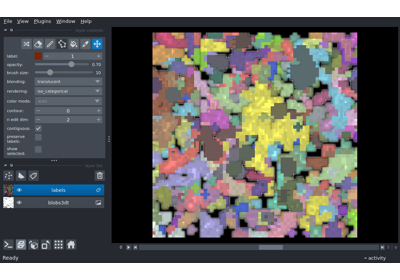 File View Plugins Window Help
label: 1
opacity: 0.70
brush size: 10
blending: translucent
rendering: iso_categorical
color mode:
contour: 0
n edit dim: 2
contiguous:
preserve
labels:
show
selected:
labels
blobs3dt
0
Ready
activity